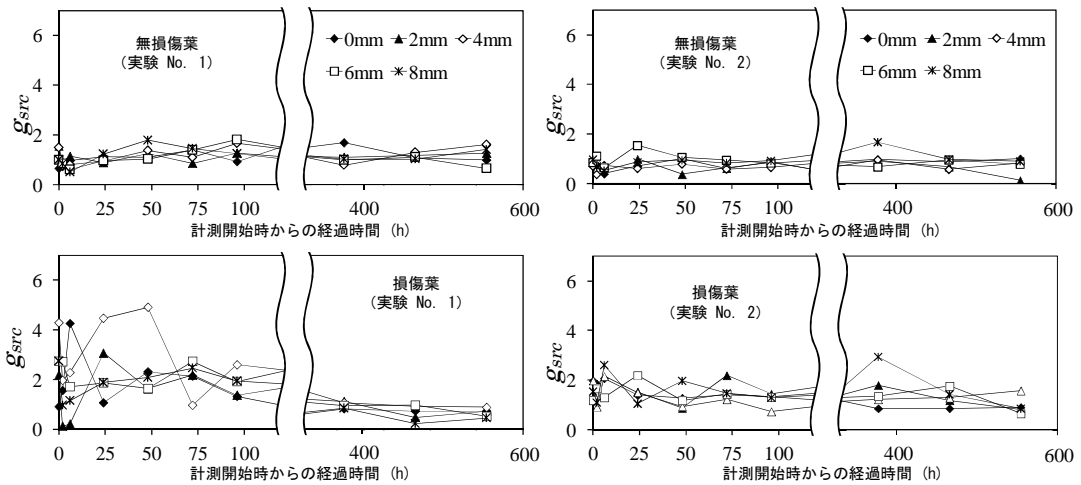 6
4
2
0
g_src
無損傷葉
(実験 No. 1)
0mm 2mm 4mm
6mm 8mm
0 25 50 75 100 400 600
計測開始時からの経過時間 (h)
6
4
2
0
g_src
無損傷葉
(実験 No. 2)
0mm 2mm 4mm
6mm 8mm
0 25 50 75 100 400 600
計測開始時からの経過時間 (h)
6
4
2
0
g_src
損傷葉
(実験 No. 1)
0 25 50 75 100 400 600
計測開始時からの経過時間 (h)
6
4
2
0
g_src
損傷葉
(実験 No. 2)
0 25 50 75 100 400 600
計測開始時からの経過時間 (h)